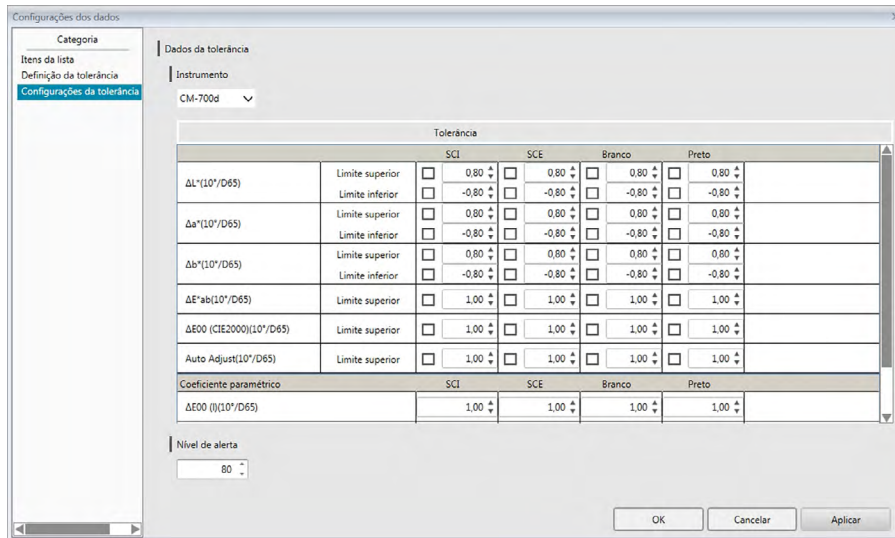 Configurações dos dados
Categoria
Itens da lista
Definição da tolerância
Configurações da tolerância
Dados da tolerância
Instrumento
CM-700d
Tolerância
SCI SCE Branco Preto
ΔL*(10°/D65) Limite superior 0,80 0,80 0,80 0,80
Limite inferior -0,80 -0,80 -0,80 -0,80
Δa*(10°/D65) Limite superior 0,80 0,80 0,80 0,80
Limite inferior -0,80 -0,80 -0,80 -0,80
Δb*(10°/D65) Limite superior 0,80 0,80 0,80 0,80
Limite inferior -0,80 -0,80 -0,80 -0,80
ΔE*ab(10°/D65) Limite superior 1,00 1,00 1,00 1,00
ΔE00 (CIE2000)(10°/D65) Limite superior 1,00 1,00 1,00 1,00
Auto Adjust(10°/D65) Limite superior 1,00 1,00 1,00 1,00
Coeficiente paramétrico SCI SCE Branco Preto
ΔE00 (l)(10°/D65) 1,00 1,00 1,00 1,00
Nível de alerta
80
OK Cancelar Aplicar